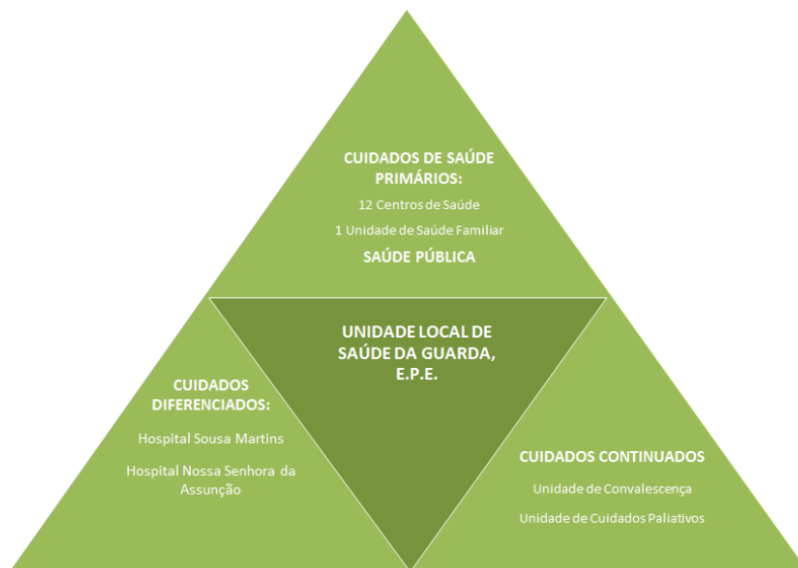 CUIDADOS DE SAÚDE
PRIMÁRIOS:
12 Centros de Saúde
1 Unidade de Saúde Familiar
SAÚDE PÚBLICA
UNIDADE LOCAL DE
SAÚDE DA GUARDA,
E.P.E.
CUIDADOS
DIFERENCIADOS:
Hospital Sousa Martins
Hospital Nossa Senhora da
Assunção
CUIDADOS CONTINUADOS
Unidade de Convalescença
Unidade de Cuidados Paliativos